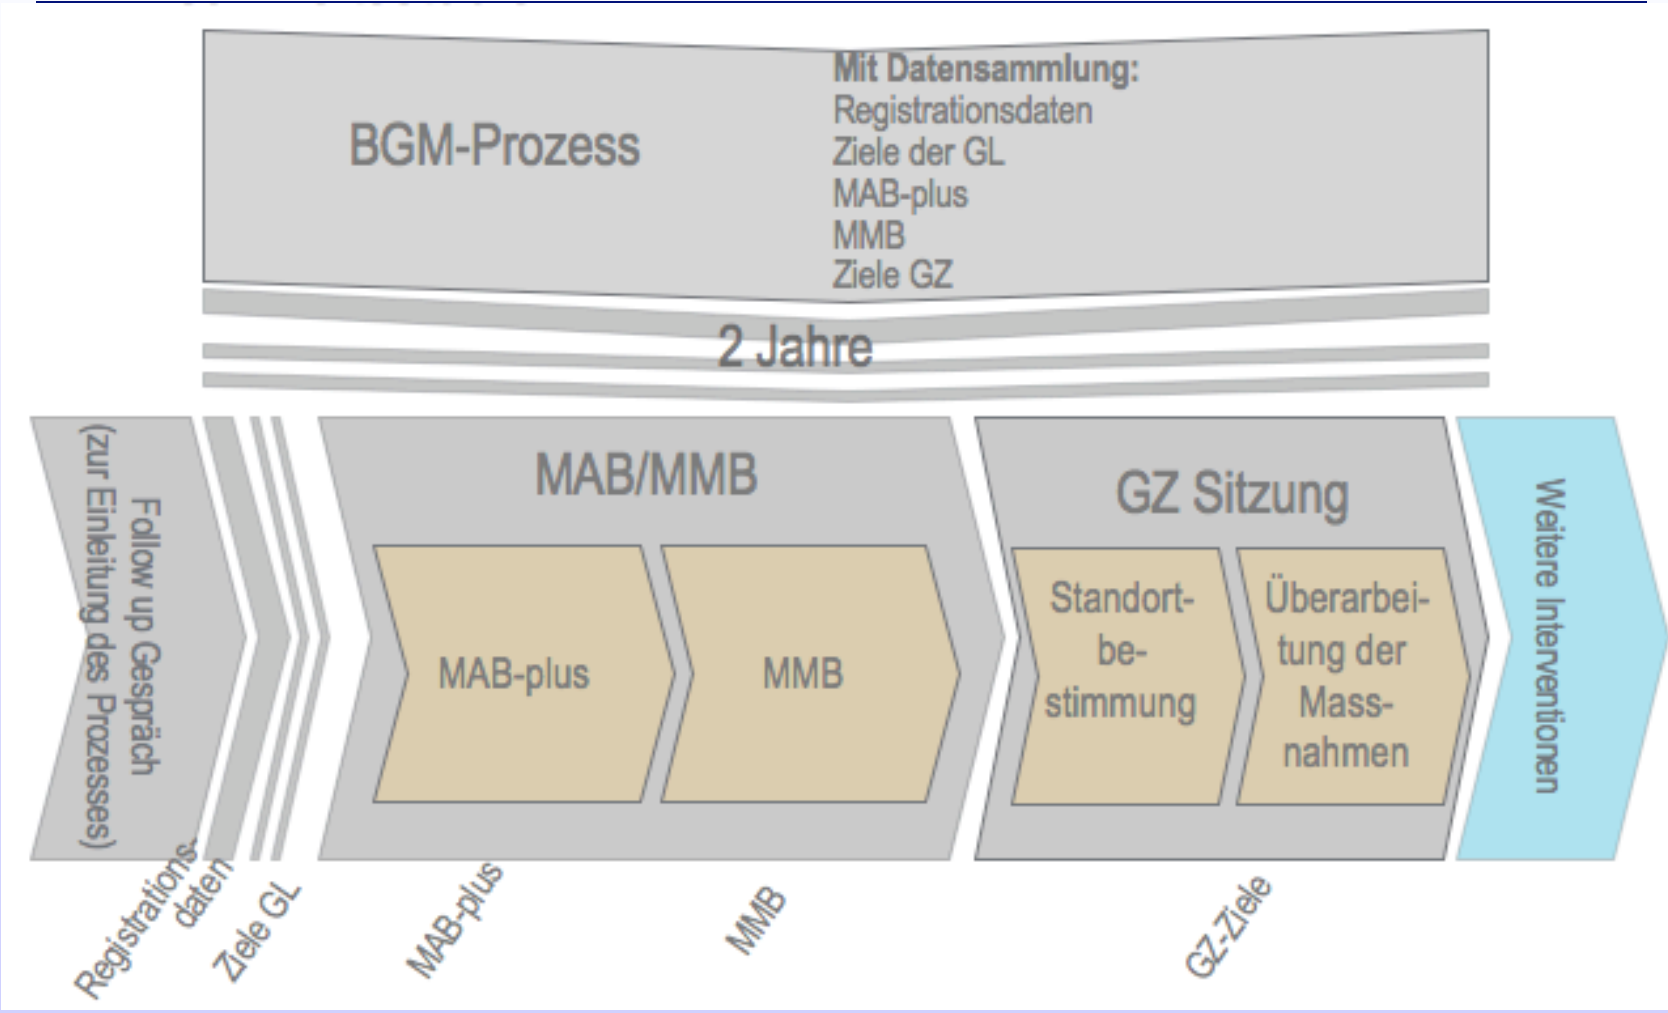 BGM-Prozess
Mit Datensammlung:
Registrationsdaten
Ziele der GL
MAB-plus
MMB
Ziele GZ
2 Jahre
Follow up Gespräch
(zur Einleitung des Prozesses)
MAB/MMB
MAB-plus
MMB
GZ Sitzung
Standort-
be-
stimmung
Überarbei-
tung der
Mass-
nahmen
Weitere Interventionen
Registrations-
daten
Ziele GL
MAB-plus
MMB
GZ-Ziele